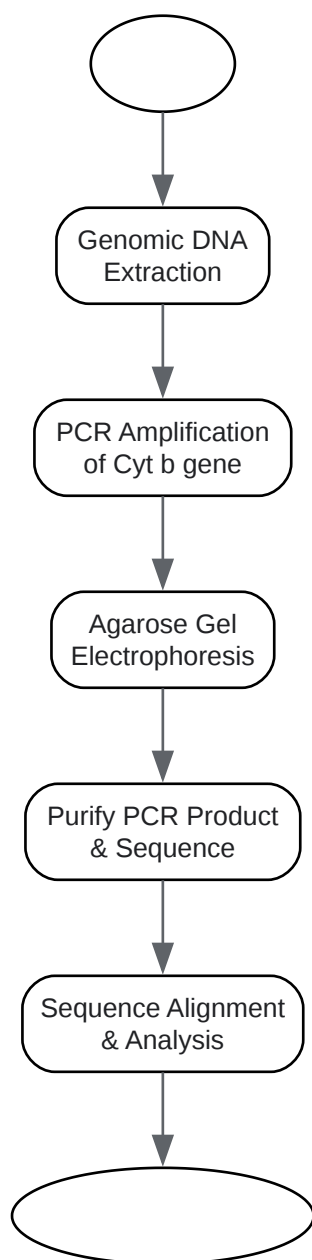 Genomic DNA
Extraction
PCR Amplification
of Cyt b gene
Agarose Gel
Electrophoresis
Purify PCR Product
& Sequence
Sequence Alignment
& Analysis